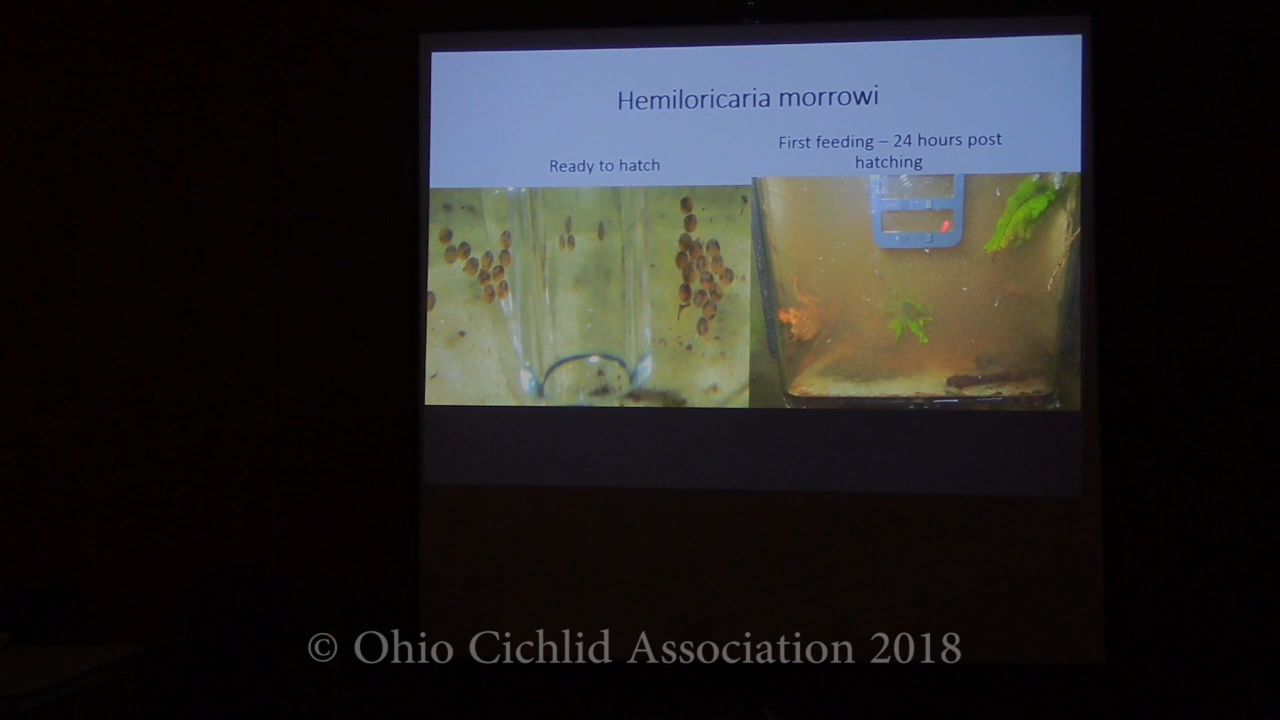 Hemiloricaria morrowi
Ready to hatch
First feeding – 24 hours post
hatching
© Ohio Cichlid Association 2018